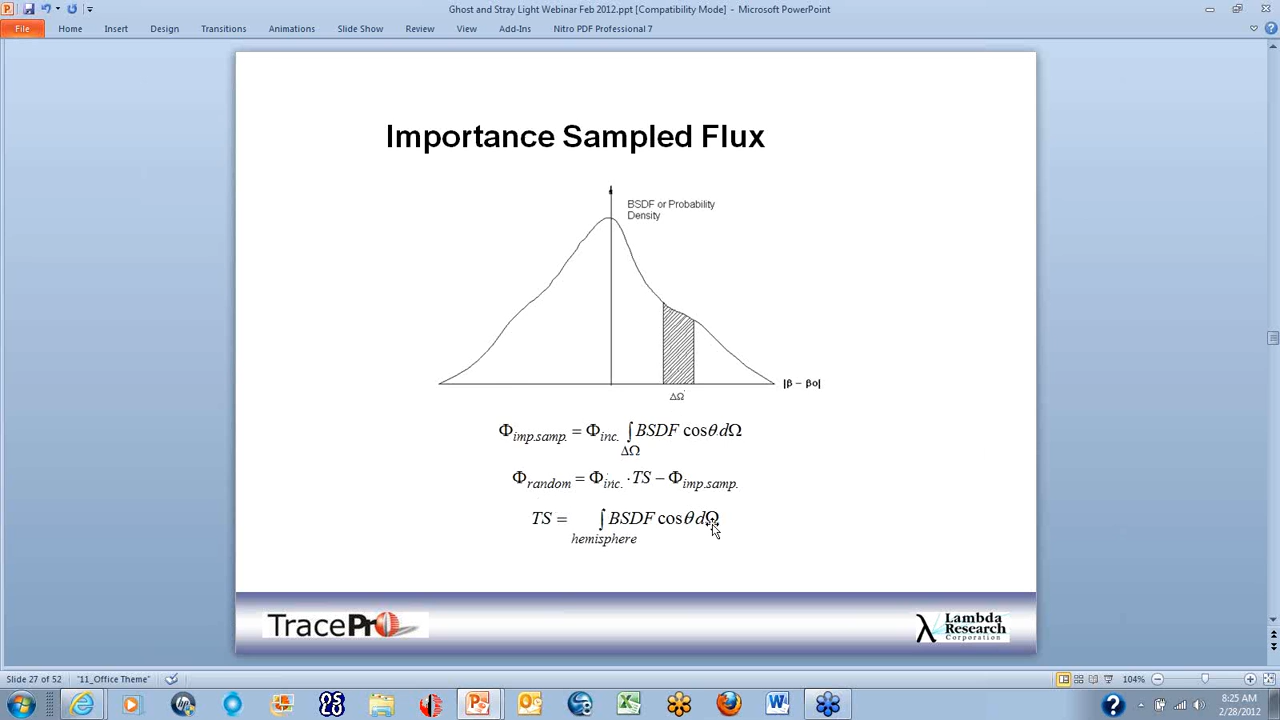 Ghost and Stray Light Webinar Feb 2012.ppt [Compatibility Mode] - Microsoft PowerPoint
File Home Insert Design Transitions Animations Slide Show Review View Add-Ins Nitro PDF Professional 7
Importance Sampled Flux
BSDF or Probability
Density
|β – βo|
ΔΩ
Φimp.samp. = Φinc. ∫ΔΩ BSDF cosθ dΩ
Φrandom = Φinc. · TS − Φimp.samp.
TS = ∫hemisphere BSDF cosθ dΩ
TracePro
Lambda
Research
Corporation
Slide 27 of 52 "11_Office Theme" 104%
8:25 AM
2/28/2012